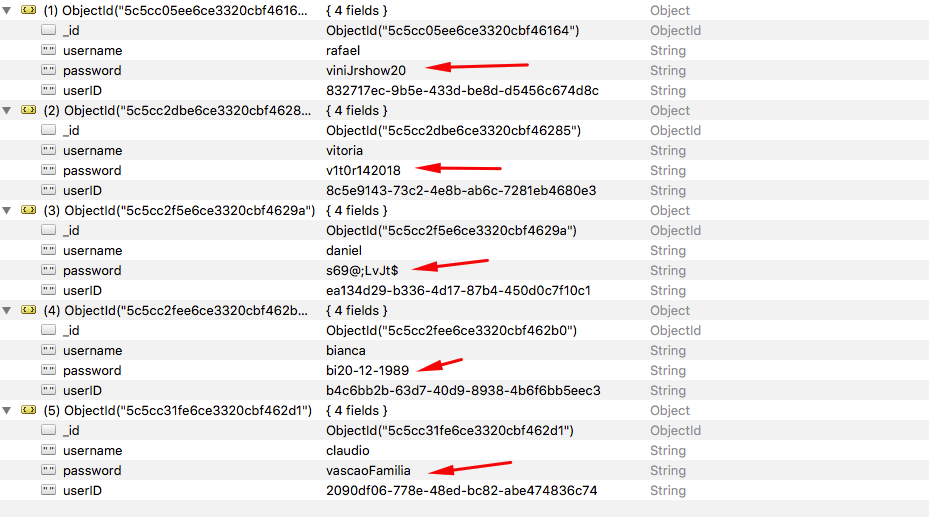 (1) ObjectId("5c5cc05ee6ce3320cbf4616... { 4 fields } Object
_id ObjectId("5c5cc05ee6ce3320cbf46164") ObjectId
"" username rafael String
"" password viniJrshow20 String
"" userID 832717ec-9b5e-433d-be8d-d5456c674d8c String
(2) ObjectId("5c5cc2dbe6ce3320cbf4628... { 4 fields } Object
_id ObjectId("5c5cc2dbe6ce3320cbf46285") ObjectId
"" username vitoria String
"" password v1t0r142018 String
"" userID 8c5e9143-73c2-4e8b-ab6c-7281eb4680e3 String
(3) ObjectId("5c5cc2f5e6ce3320cbf4629a") { 4 fields } Object
_id ObjectId("5c5cc2f5e6ce3320cbf4629a") ObjectId
"" username daniel String
"" password s69@;LvJt$ String
"" userID ea134d29-b336-4d17-87b4-450d0c7f10c1 String
(4) ObjectId("5c5cc2fee6ce3320cbf462b... { 4 fields } Object
_id ObjectId("5c5cc2fee6ce3320cbf462b0") ObjectId
"" username bianca String
"" password bi20-12-1989 String
"" userID b4c6bb2b-63d7-40d9-8938-4b6f6bb5eec3 String
(5) ObjectId("5c5cc31fe6ce3320cbf462d1") { 4 fields } Object
_id ObjectId("5c5cc31fe6ce3320cbf462d1") ObjectId
"" username claudio String
"" password vascaoFamilia String
"" userID 2090df06-778e-48ed-bc82-abe474836c74 String